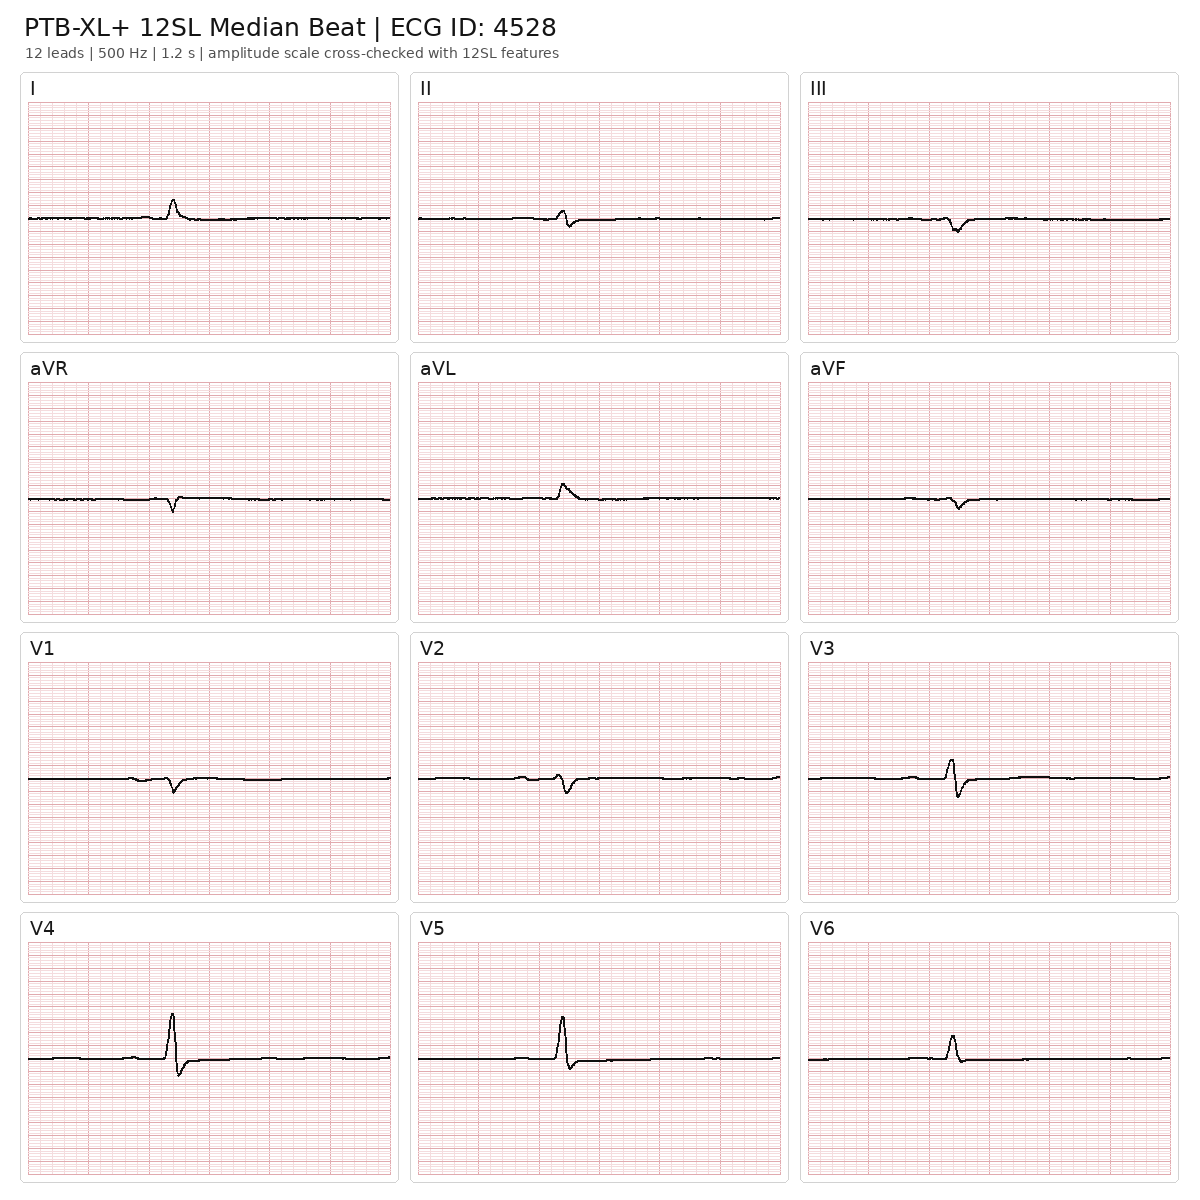 PTB-XL+ 12SL Median Beat | ECG ID: 4528
12 leads | 500 Hz | 1.2 s | amplitude scale cross-checked with 12SL features
I
II
III
aVR
aVL
aVF
V1
V2
V3
V4
V5
V6